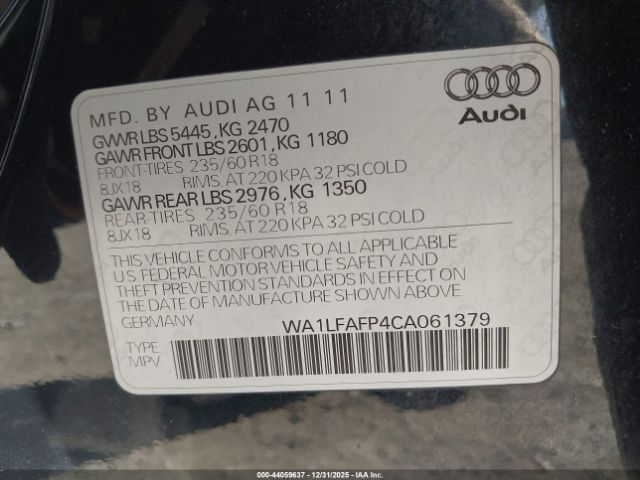 Audi
MFD. BY AUDI AG 11 11
GVWR LBS 5445, KG 2470
GAWR FRONT LBS 2601, KG 1180
FRONT-TIRES 235/60 R18
8JX18 RIMS, AT 220 KPA 32 PSI COLD
GAWR REAR LBS 2976, KG 1350
REAR-TIRES 235/60 R18
8JX18 RIMS, AT 220 KPA 32 PSI COLD
THIS VEHICLE CONFORMS TO ALL APPLICABLE
US FEDERAL MOTOR VEHICLE SAFETY AND
THEFT PREVENTION STANDARDS IN EFFECT ON
THE DATE OF MANUFACTURE SHOWN ABOVE.
GERMANY WA1LFAFP4CA061379
TYPE:
MPV
000-44059637 - 12/31/2025 - IAAI.COM